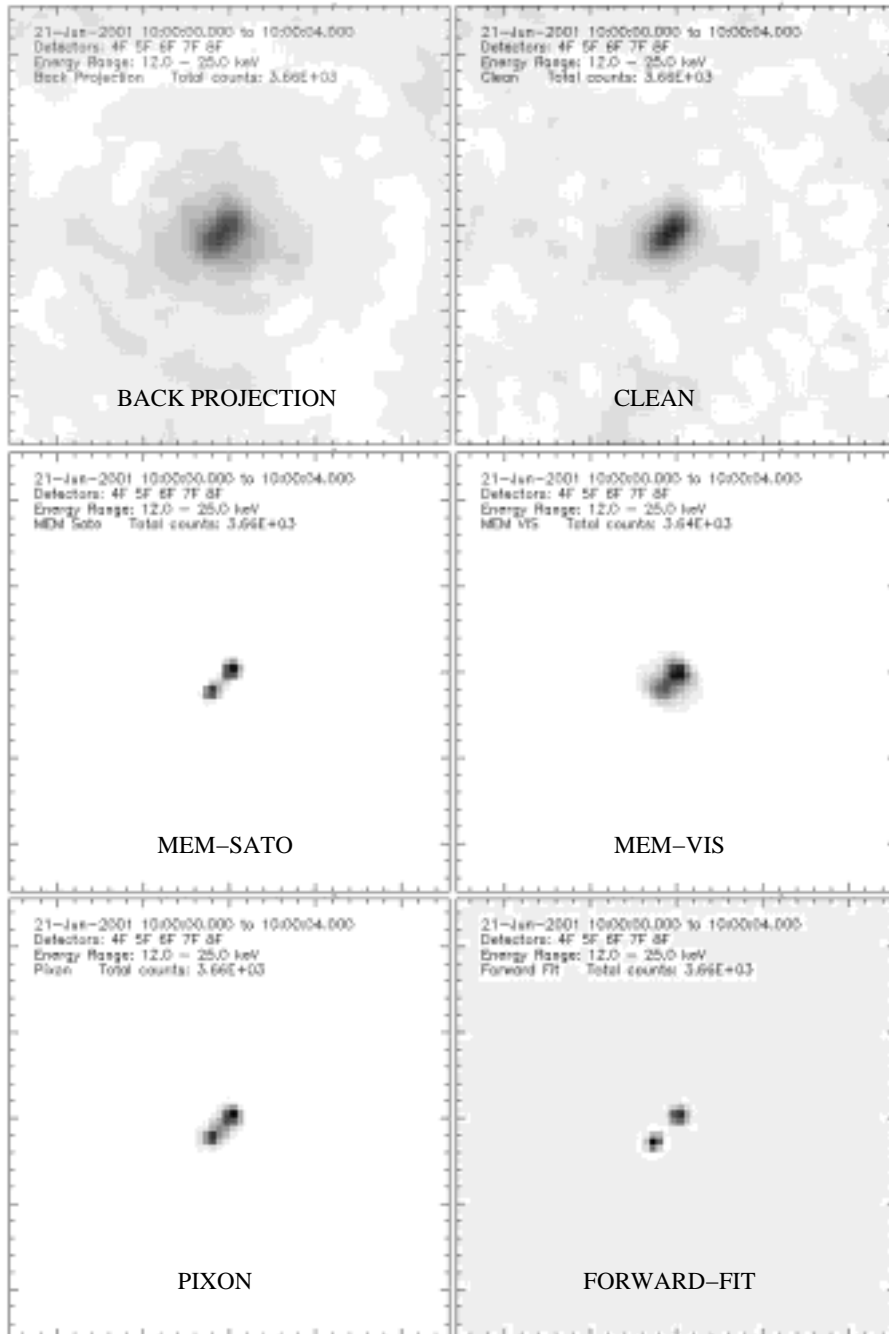 21-Jun-2001 10:00:00.000 to 10:00:04.000
Detectors: 4F 5F 6F 7F 8F
Energy Range: 12.0 - 25.0 keV
Back Projection Total counts: 3.66E+03
BACK PROJECTION
21-Jun-2001 10:00:00.000 to 10:00:04.000
Detectors: 4F 5F 6F 7F 8F
Energy Range: 12.0 - 25.0 keV
Clean Total counts: 3.66E+03
CLEAN
21-Jun-2001 10:00:00.000 to 10:00:04.000
Detectors: 4F 5F 6F 7F 8F
Energy Range: 12.0 - 25.0 keV
MEM Sato Total counts: 3.66E+03
MEM−SATO
21-Jun-2001 10:00:00.000 to 10:00:04.000
Detectors: 4F 5F 6F 7F 8F
Energy Range: 12.0 - 25.0 keV
MEM VIS Total counts: 3.64E+03
MEM−VIS
21-Jun-2001 10:00:00.000 to 10:00:04.000
Detectors: 4F 5F 6F 7F 8F
Energy Range: 12.0 - 25.0 keV
Pixon Total counts: 3.66E+03
PIXON
21-Jun-2001 10:00:00.000 to 10:00:04.000
Detectors: 4F 5F 6F 7F 8F
Energy Range: 12.0 - 25.0 keV
Forward Fit Total counts: 3.66E+03
FORWARD−FIT